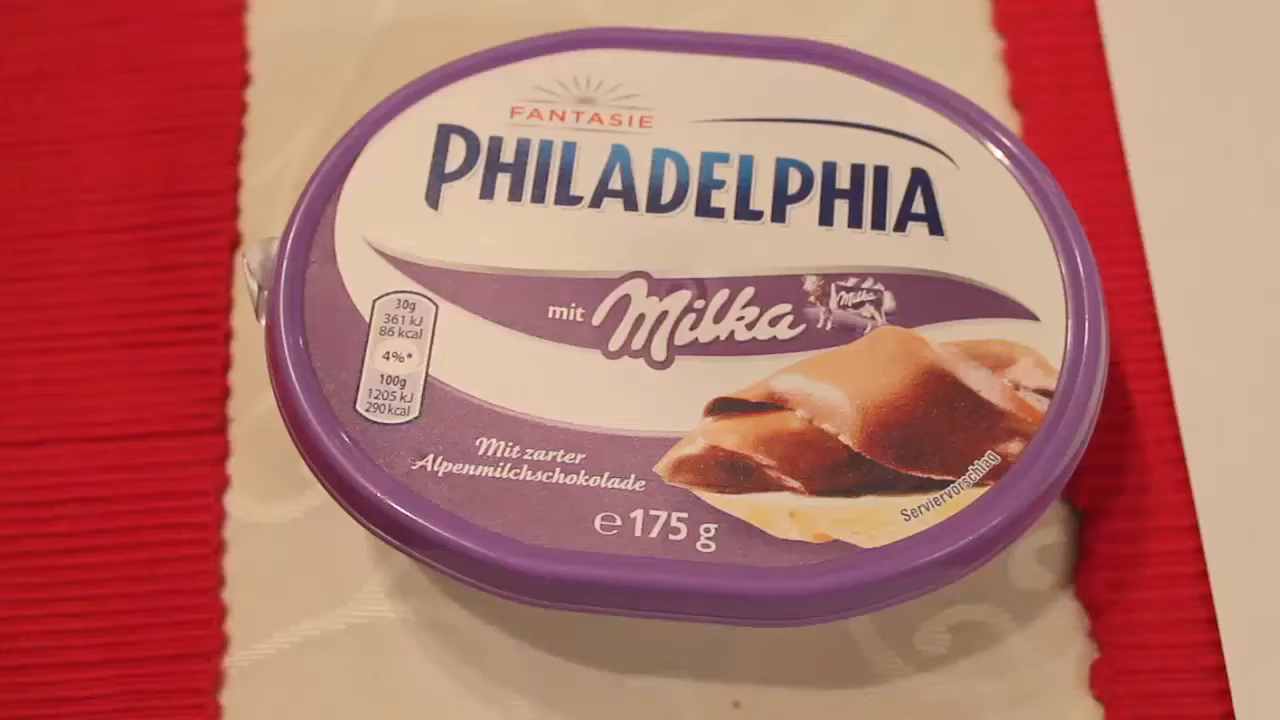 FANTASIE
PHILADELPHIA
mit Milka
Milka
30g
361 kJ
86 kcal
4%*
100g
1205 kJ
290 kcal
Mit zarter
Alpenmilchschokolade
Serviervorschlag
℮ 175 g